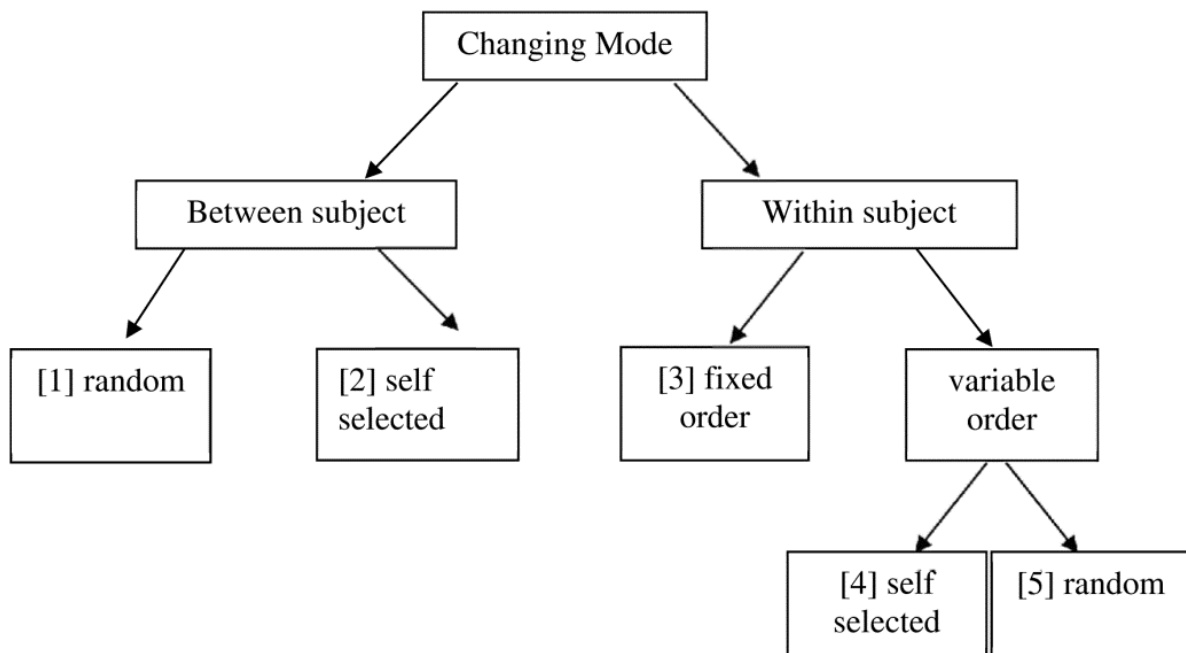 Changing Mode
Between subject
Within subject
[1] random
[2] self
selected
[3] fixed
order
variable
order
[4] self
selected
[5] random